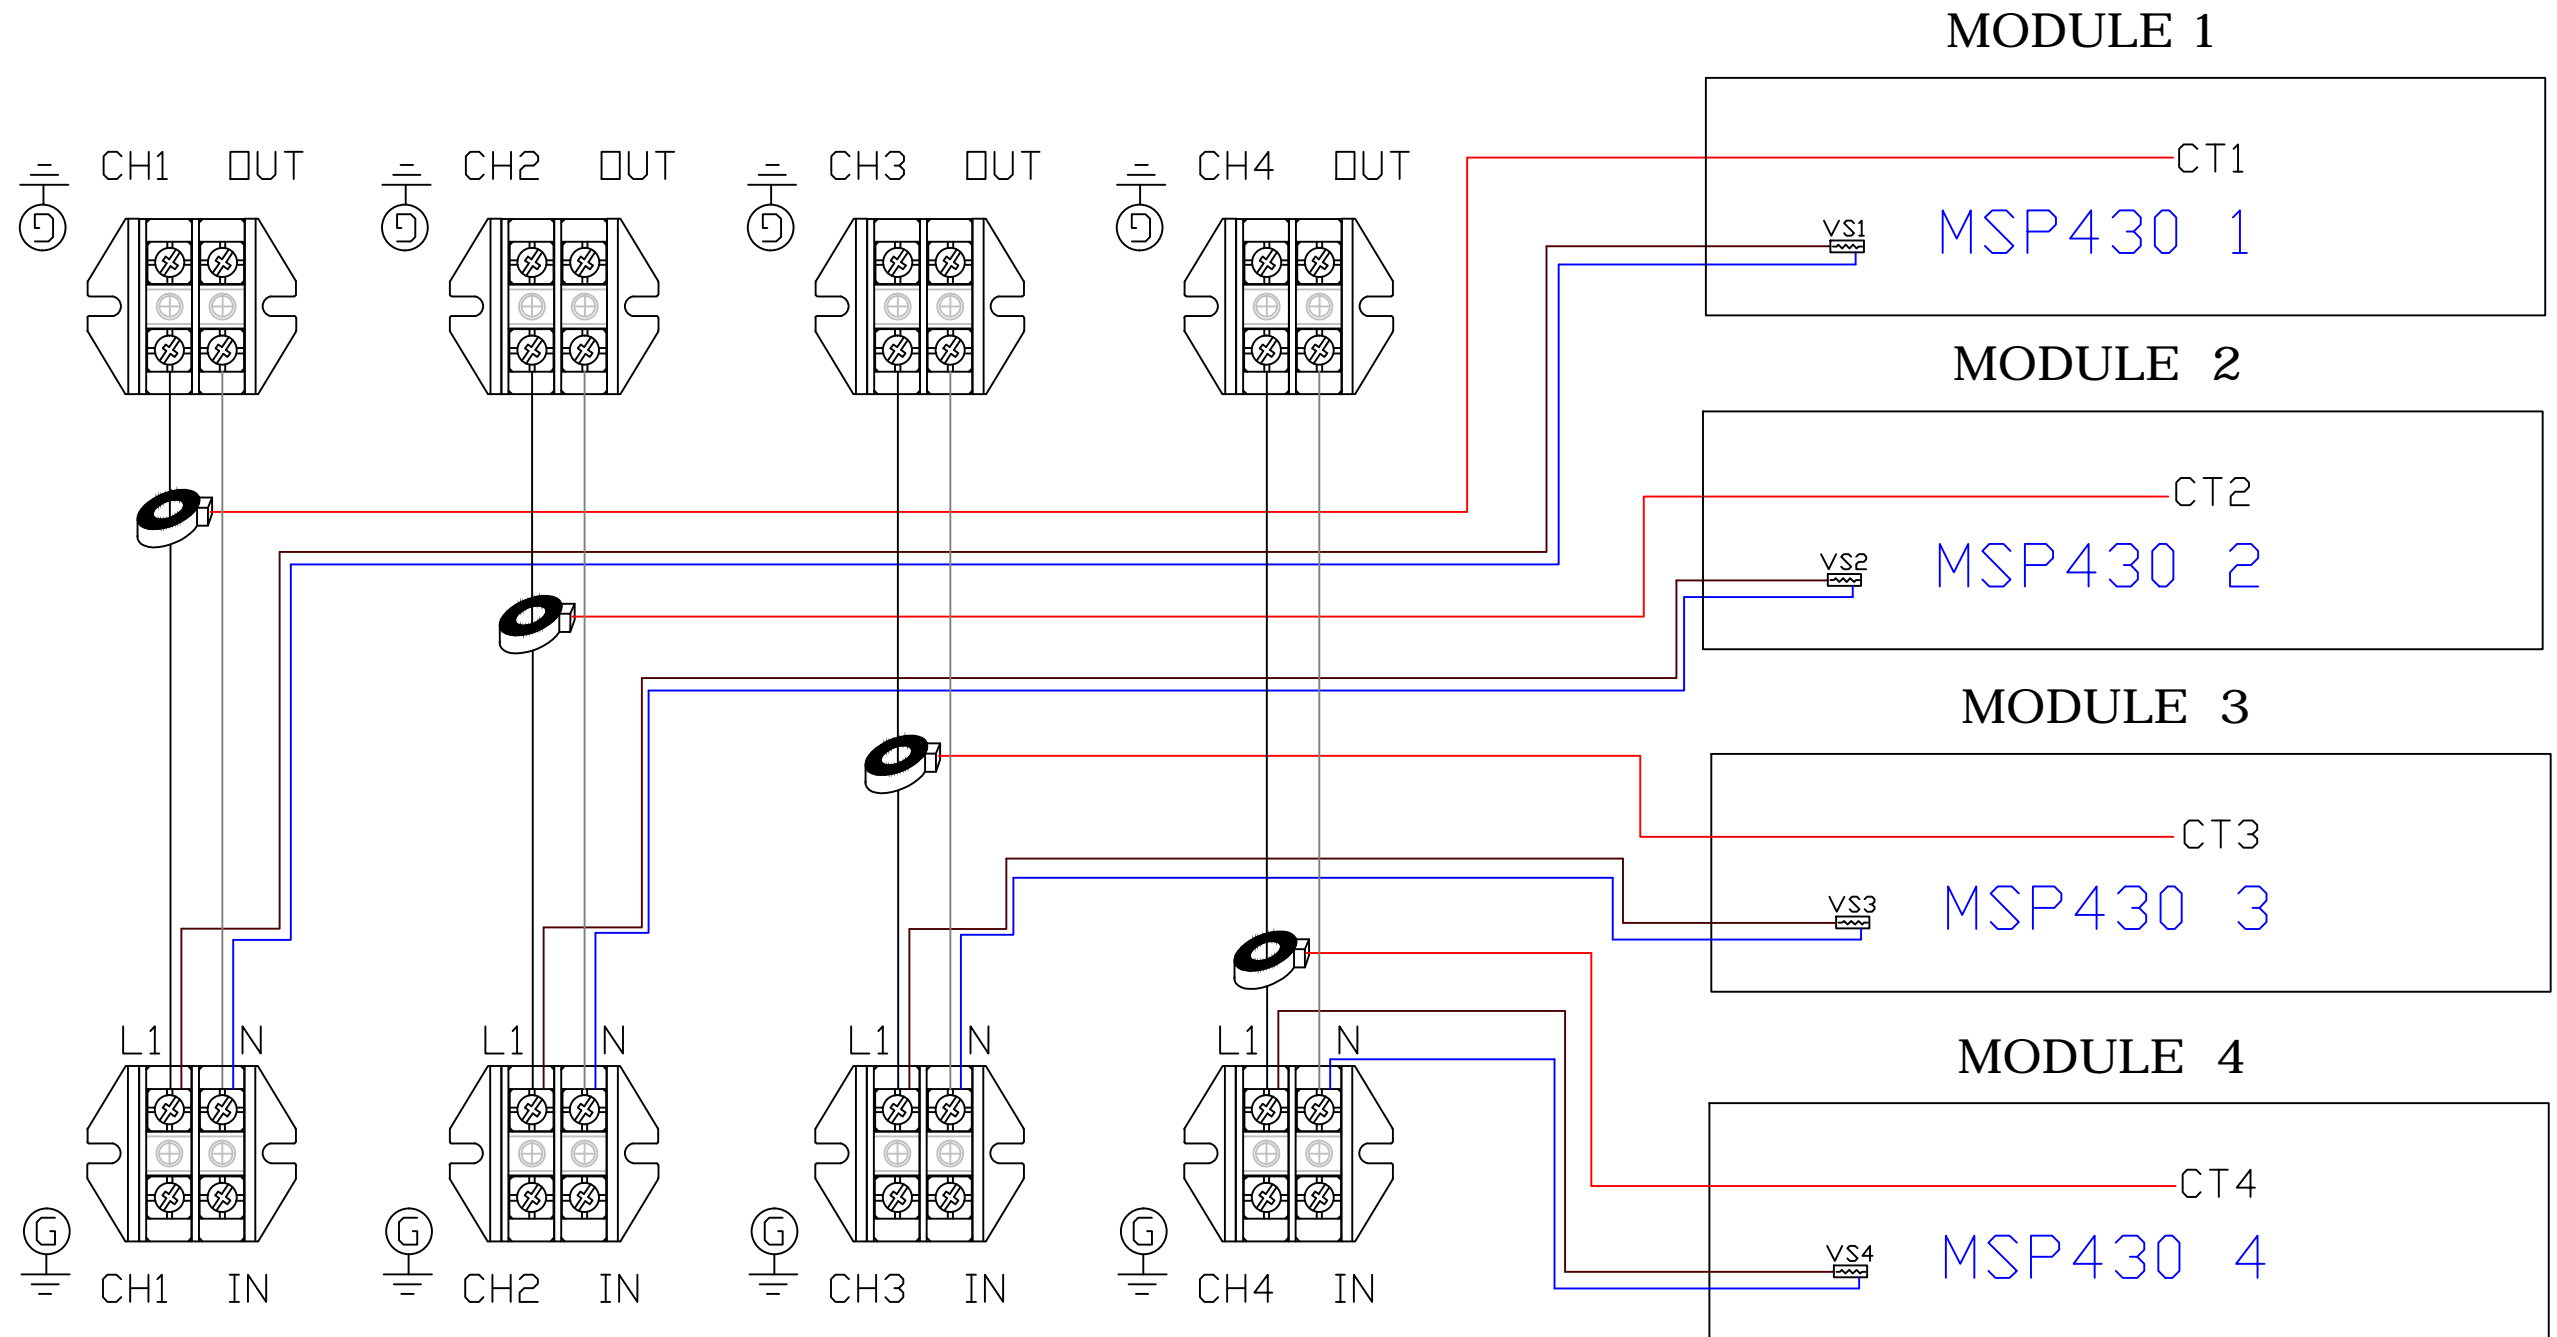 MODULE 1
CH1 OUT CH2 OUT CH3 OUT CH4 OUT
G G G G
CT1
VS1
MSP430 1
MODULE 2
CT2
VS2
MSP430 2
MODULE 3
CT3
VS3
MSP430 3
L1 N L1 N L1 N L1 N
MODULE 4
CT4
VS4
MSP430 4
G G G G
CH1 IN CH2 IN CH3 IN CH4 IN